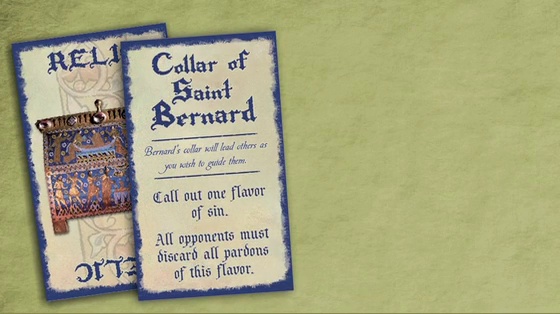 Collar of
Saint
Bernard
Bernard's collar will lead others as
you wish to guide them.
Call out one flavor
of sin.
All opponents must
discard all pardons
of this flavor.